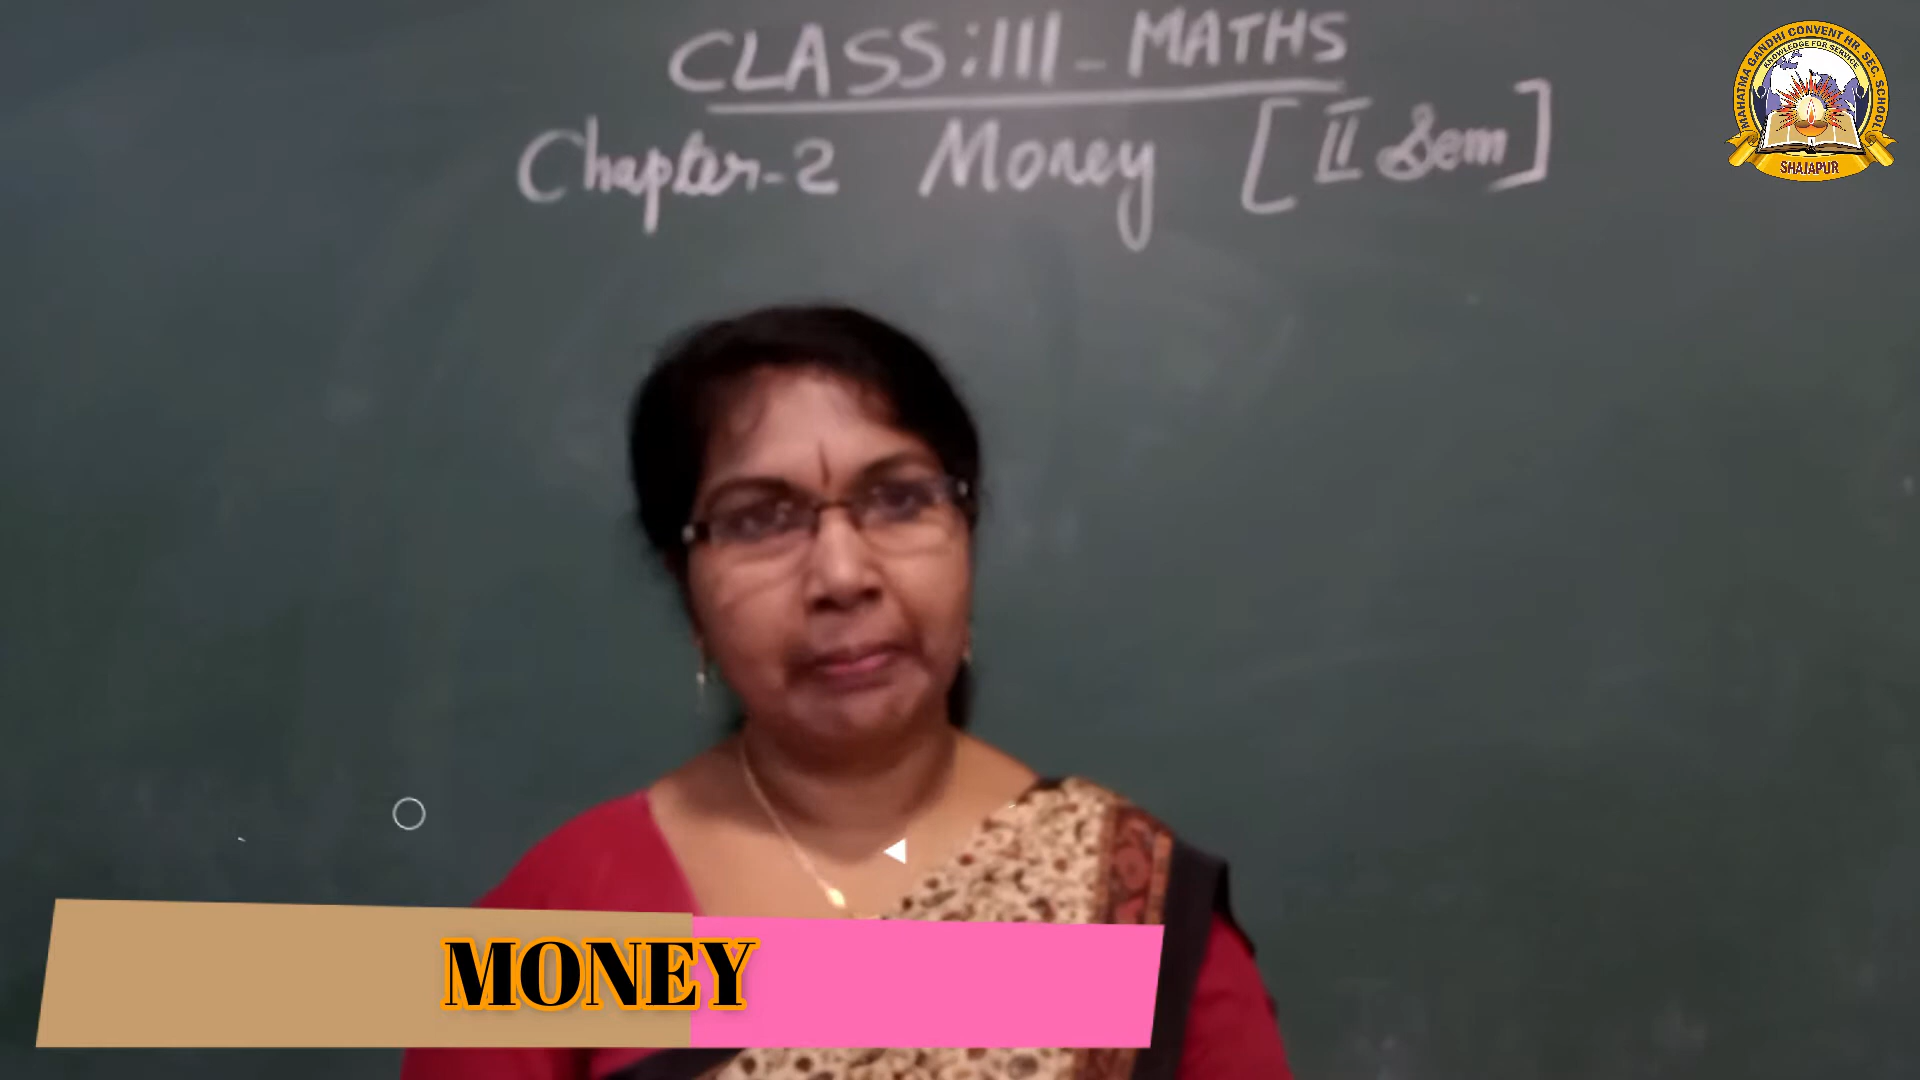 CLASS:III - MATHS
Chapter-2 Money [II Sem]
MAHATMA GANDHI CONVENT HR. SEC. SCHOOL
KNOWLEDGE FOR SERVICE
SHAJAPUR
MONEY